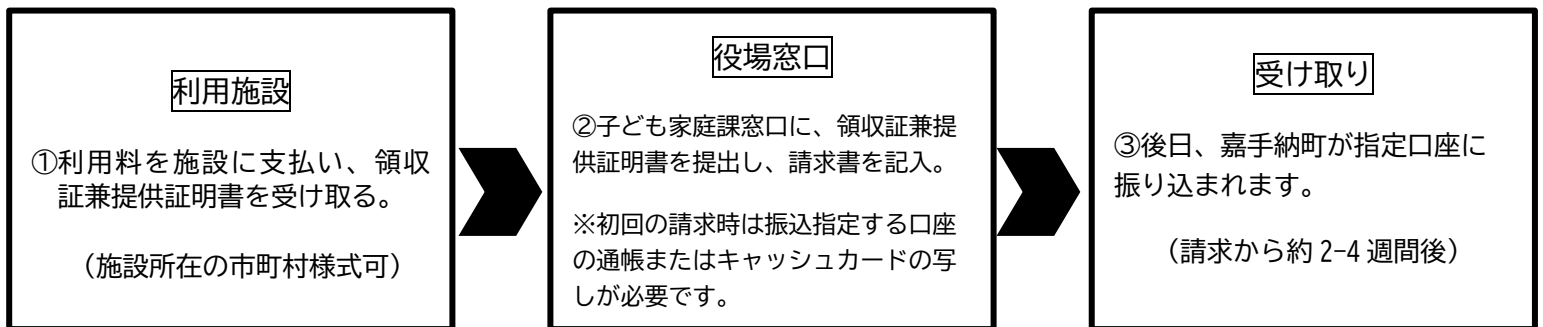 利用施設
①利用料を施設に支払い、領収
証兼提供証明書を受け取る。
（施設所在の市町村様式可）
役場窓口
②子ども家庭課窓口に、領収証兼提
供証明書を提出し、請求書を記入。
※初回の請求時は振込指定する口座
の通帳またはキャッシュカードの写
しが必要です。
受け取り
③後日、嘉手納町が指定口座に
振り込まれます。
（請求から約 2-4 週間後）